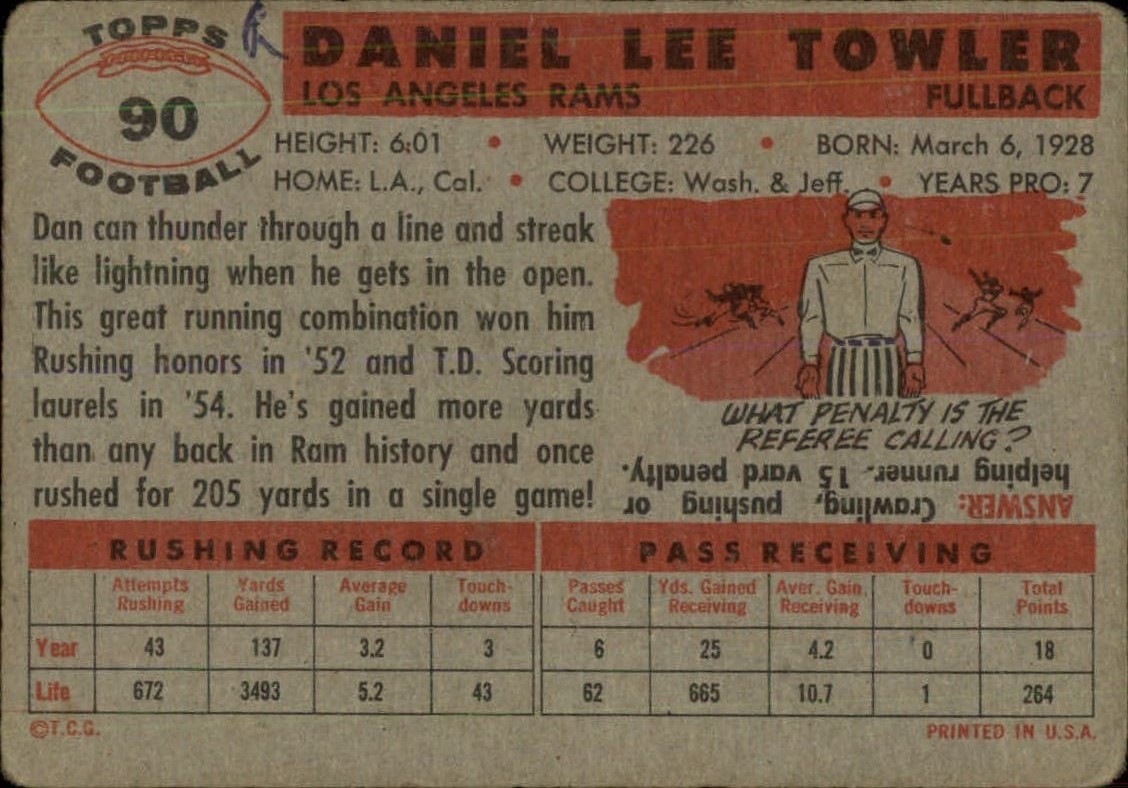 TOPPS
90
FOOTBALL
DANIEL LEE TOWLER
LOS ANGELES RAMS FULLBACK
HEIGHT: 6:01 • WEIGHT: 226 • BORN: March 6, 1928
HOME: L.A., Cal. • COLLEGE: Wash. & Jeff. • YEARS PRO: 7
Dan can thunder through a line and streak
like lightning when he gets in the open.
This great running combination won him
Rushing honors in '52 and T.D. Scoring
laurels in '54. He's gained more yards
than any back in Ram history and once
rushed for 205 yards in a single game!
WHAT PENALTY IS THE
REFEREE CALLING?
ANSWER: Crawling, pushing or
helping runner. 15 yard penalty.
RUSHING RECORD PASS RECEIVING
Attempts Rushing Yards Gained Average Gain Touch-downs Passes Caught Yds. Gained Receiving Aver. Gain Receiving Touch-downs Total Points
Year 43 137 3.2 3 6 25 4.2 0 18
Life 672 3493 5.2 43 62 665 10.7 1 264
©T.C.G. PRINTED IN U.S.A.